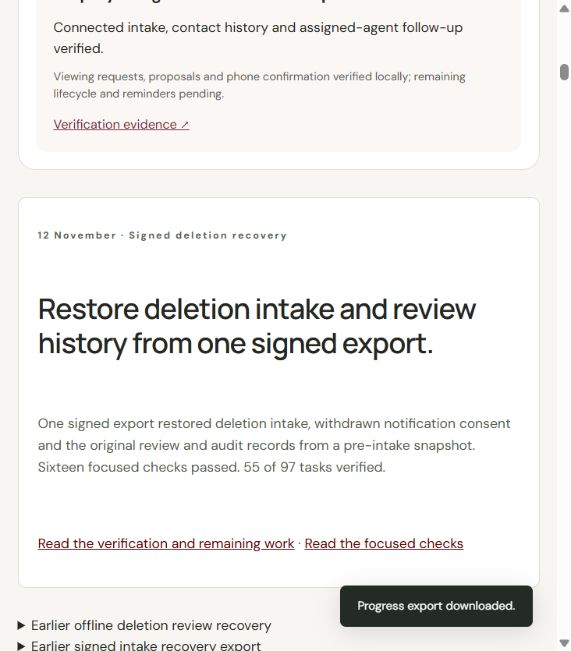 Connected intake, contact history and assigned-agent follow-up
verified.
Viewing requests, proposals and phone confirmation verified locally; remaining
lifecycle and reminders pending.
Verification evidence ↗
12 November · Signed deletion recovery
Restore deletion intake and review
history from one signed export.
One signed export restored deletion intake, withdrawn notification consent
and the original review and audit records from a pre-intake snapshot.
Sixteen focused checks passed. 55 of 97 tasks verified.
Read the verification and remaining work · Read the focused checks
Progress export downloaded.
Earlier offline deletion review recovery
Earlier signed intake recovery export